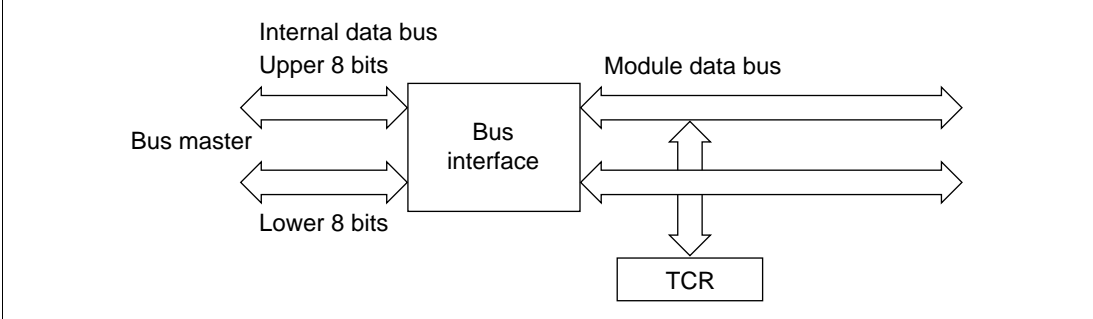 Internal data bus
Upper 8 bits
Module data bus
Bus master
Bus
interface
Lower 8 bits
TCR